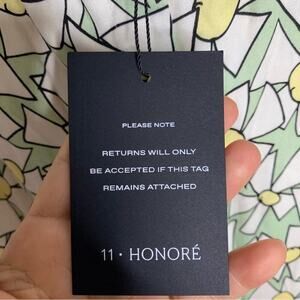 PLEASE NOTE
RETURNS WILL ONLY
BE ACCEPTED IF THIS TAG
REMAINS ATTACHED
11 · HONORÉ